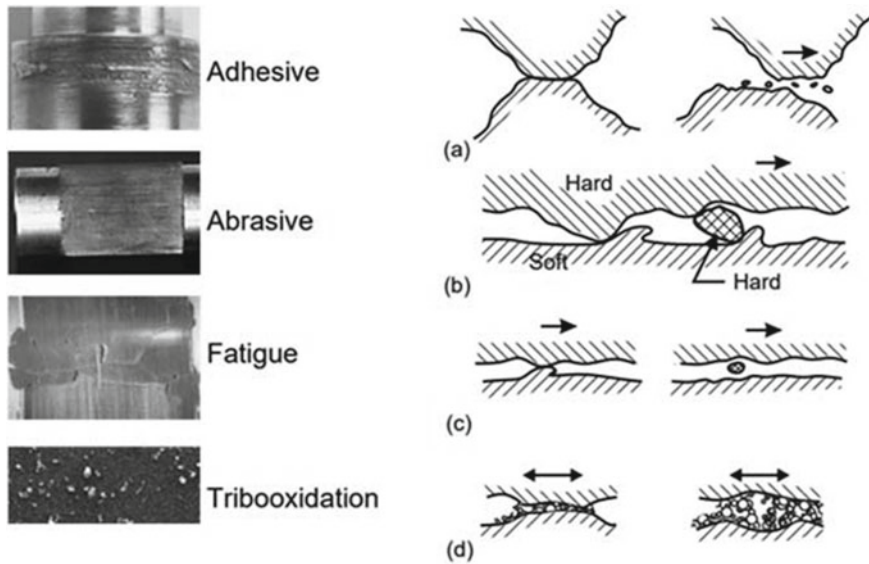 Adhesive
(a)
Hard
Abrasive
Soft
Hard
(b)
Fatigue
(c)
Tribooxidation
(d)